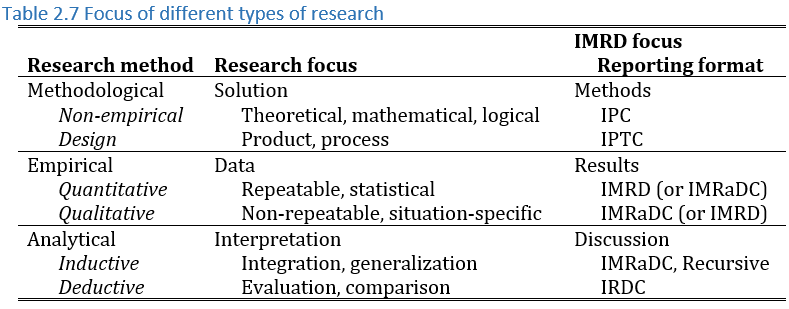 Table 2.7 Focus of different types of research
IMRD focus
Research method Research focus Reporting format
Methodological Solution Methods
Non-empirical Theoretical, mathematical, logical IPC
Design Product, process IPTC
Empirical Data Results
Quantitative Repeatable, statistical IMRD (or IMRaDC)
Qualitative Non-repeatable, situation-specific IMRaDC (or IMRD)
Analytical Interpretation Discussion
Inductive Integration, generalization IMRaDC, Recursive
Deductive Evaluation, comparison IRDC